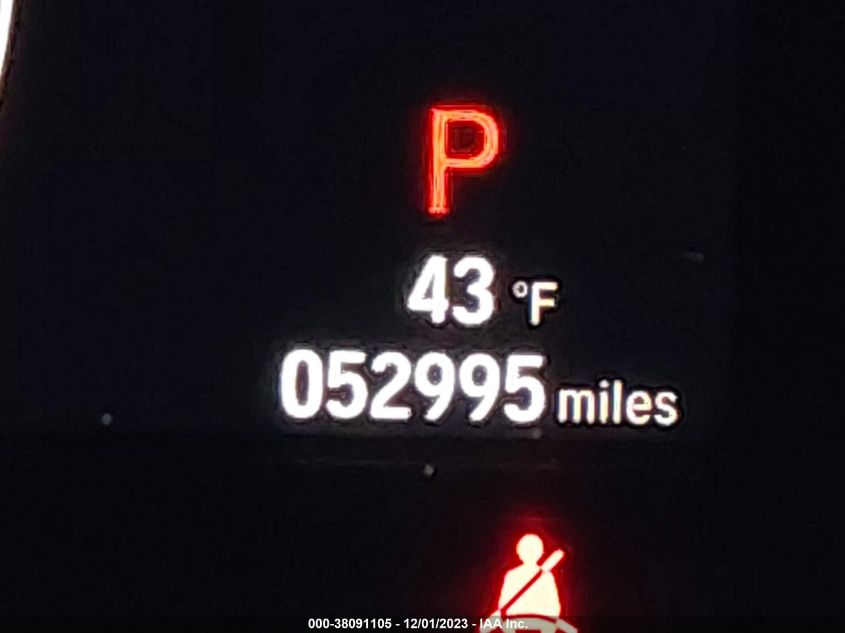 P
43 °F
052995 miles
000-38091105 - 12/01/2023 - IAA Inc.